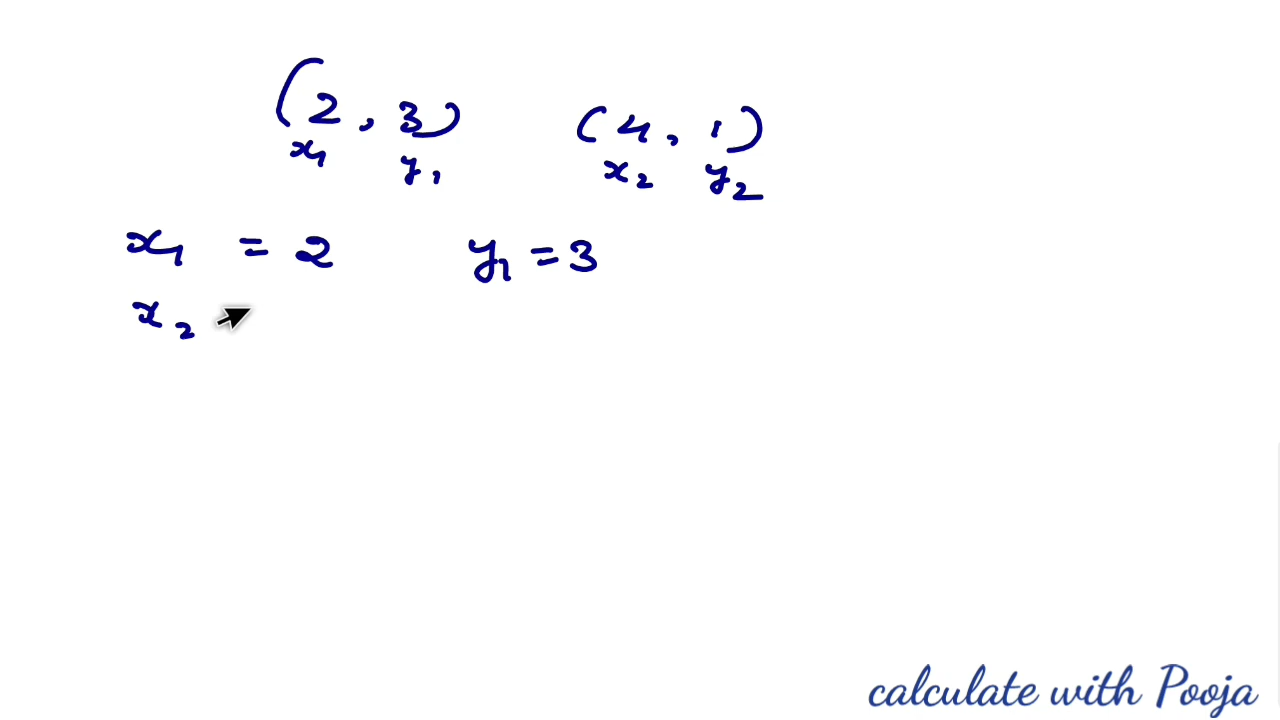 (2, 3) (4, 1)
x1 y1 x2 y2
x1 = 2 y1 = 3
x2
calculate with Pooja